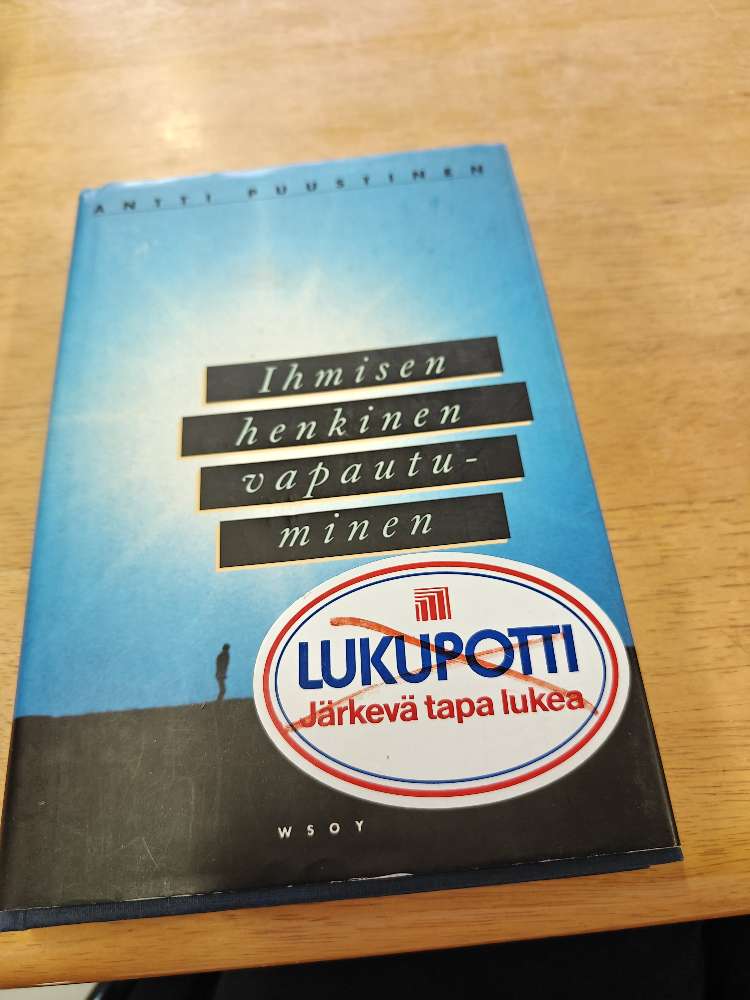 ANTTI PUUSTINEN
Ihmisen
henkinen
vapautu-
minen
LUKUPOTTI
Järkevä tapa lukea
WSOY